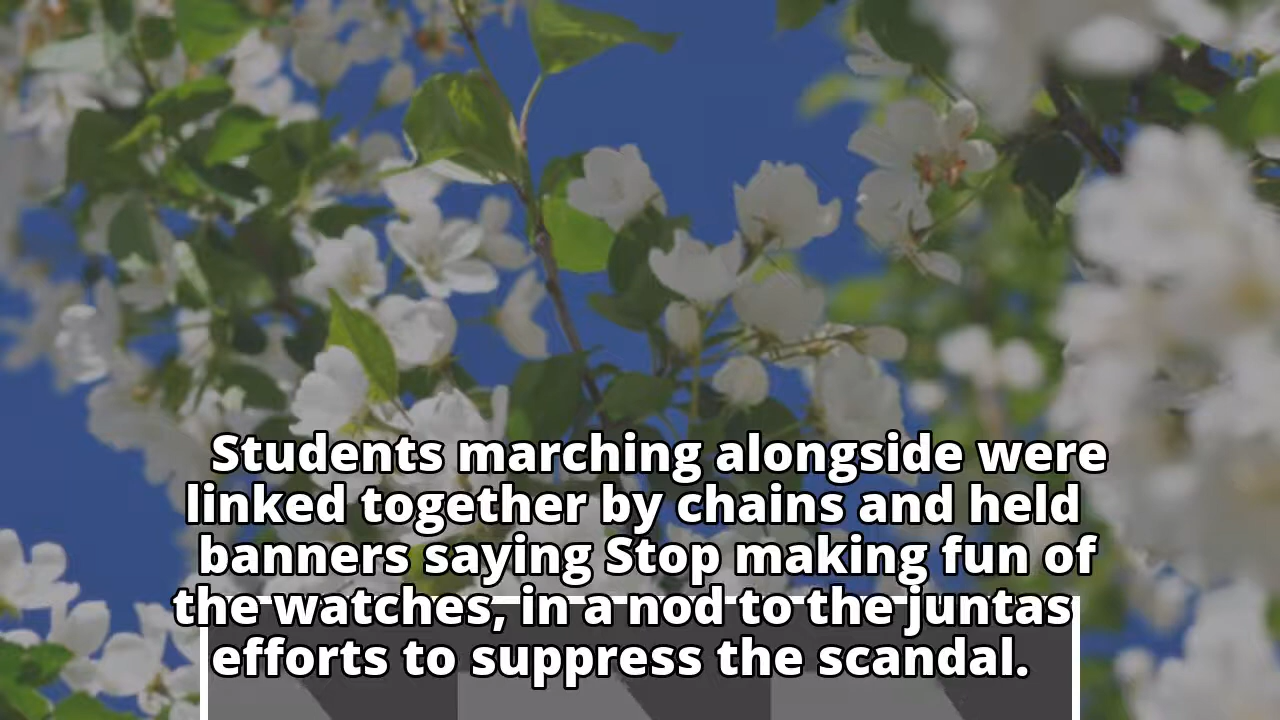 Students marching alongside were
linked together by chains and held
banners saying Stop making fun of
the watches, in a nod to the juntas
efforts to suppress the scandal.